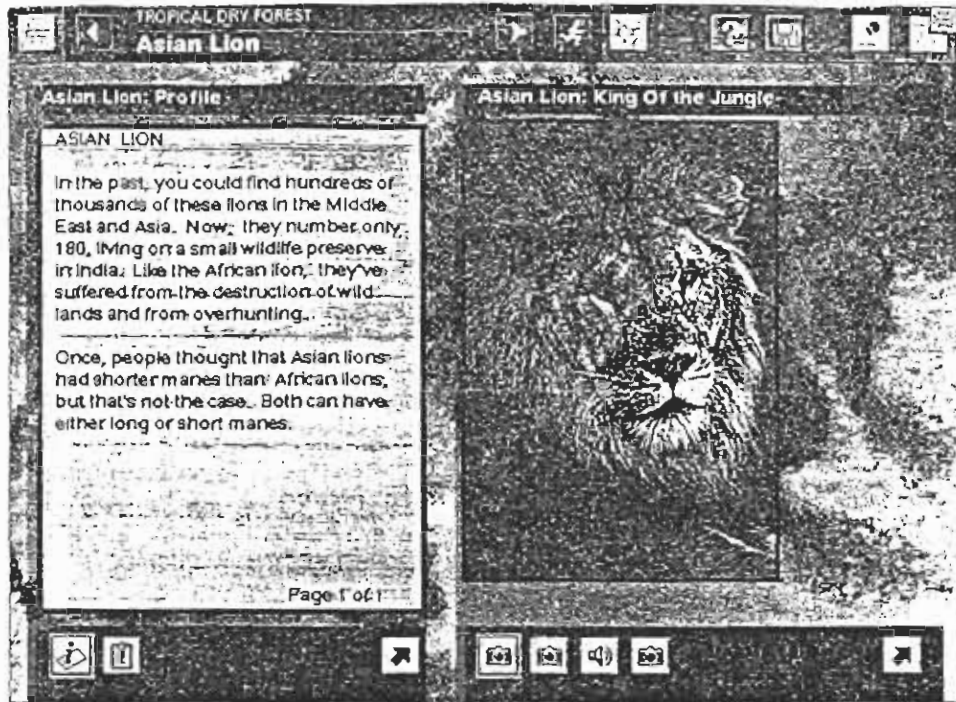 TROPICAL DRY FOREST
Asian Lion
Asian Lion: Profile
Asian Lion: King Of the Jungle
ASIAN LION
In the past, you could find hundreds of
thousands of these lions in the Middle
East and Asia. Now, they number only
180, living on a small wildlife preserve
in India. Like the African lion, they've
suffered from the destruction of wild
lands and from overhunting.
Once, people thought that Asian lions
had shorter manes than African lions,
but that's not the case. Both can have
either long or short manes.
Page 1 of 1